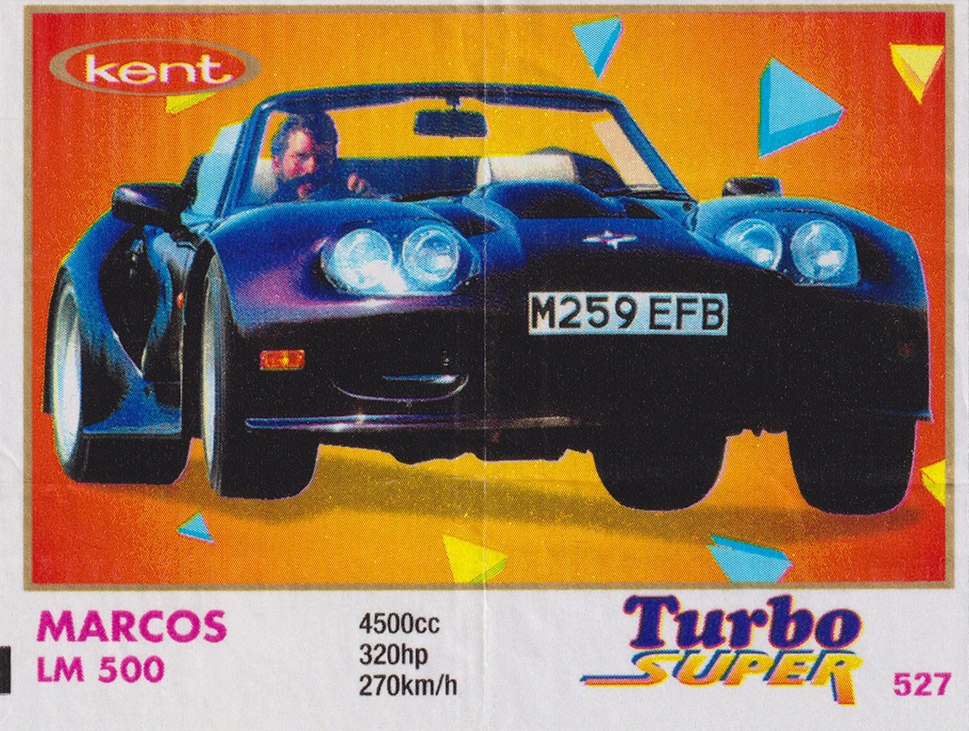 kent
M259 EFB
MARCOS
LM 500
4500cc
320hp
270km/h
Turbo
SUPER
527